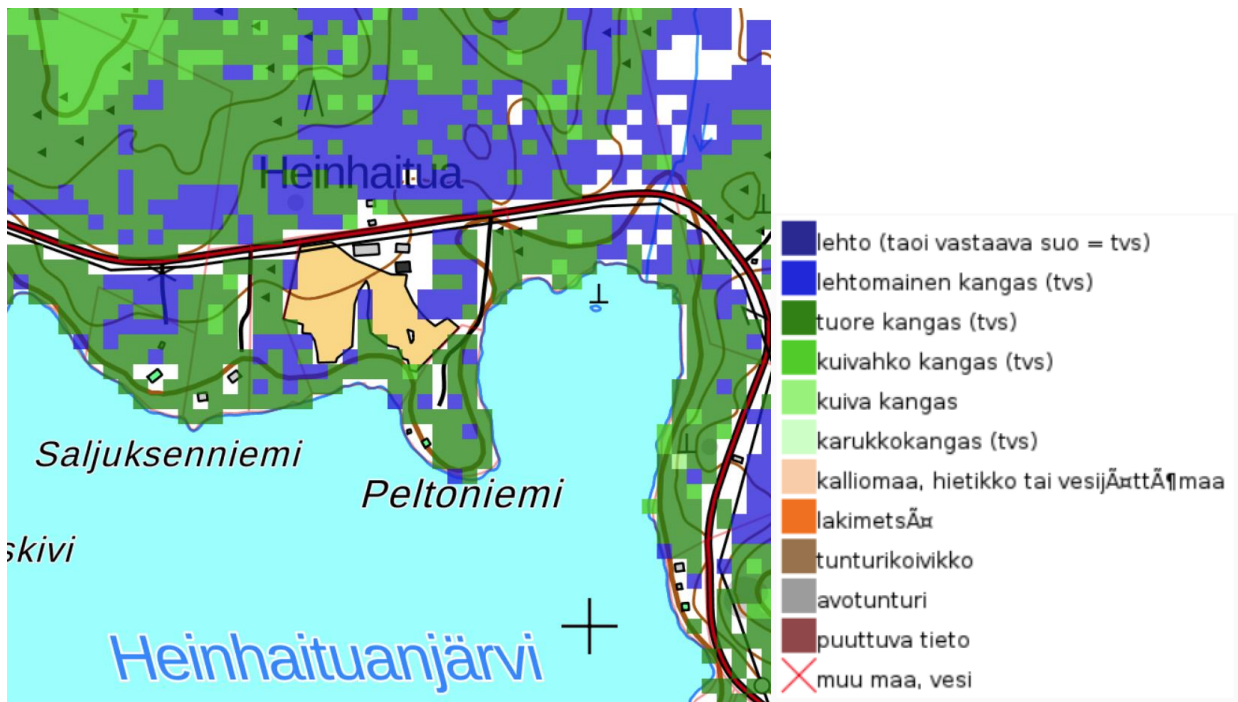 Heinhaitua
Saljuksenniemi
Peltoniemi
skivi
Heinhaituanjärvi
lehto (taoi vastaava suo = tvs)
lehtomainen kangas (tvs)
tuore kangas (tvs)
kuivahko kangas (tvs)
kuiva kangas
karukkokangas (tvs)
kalliomaa, hietikko tai vesijÃ¤ttÃ¶maa
lakimetsÃ¤
tunturikoivikko
avotunturi
puuttuva tieto
muu maa, vesi